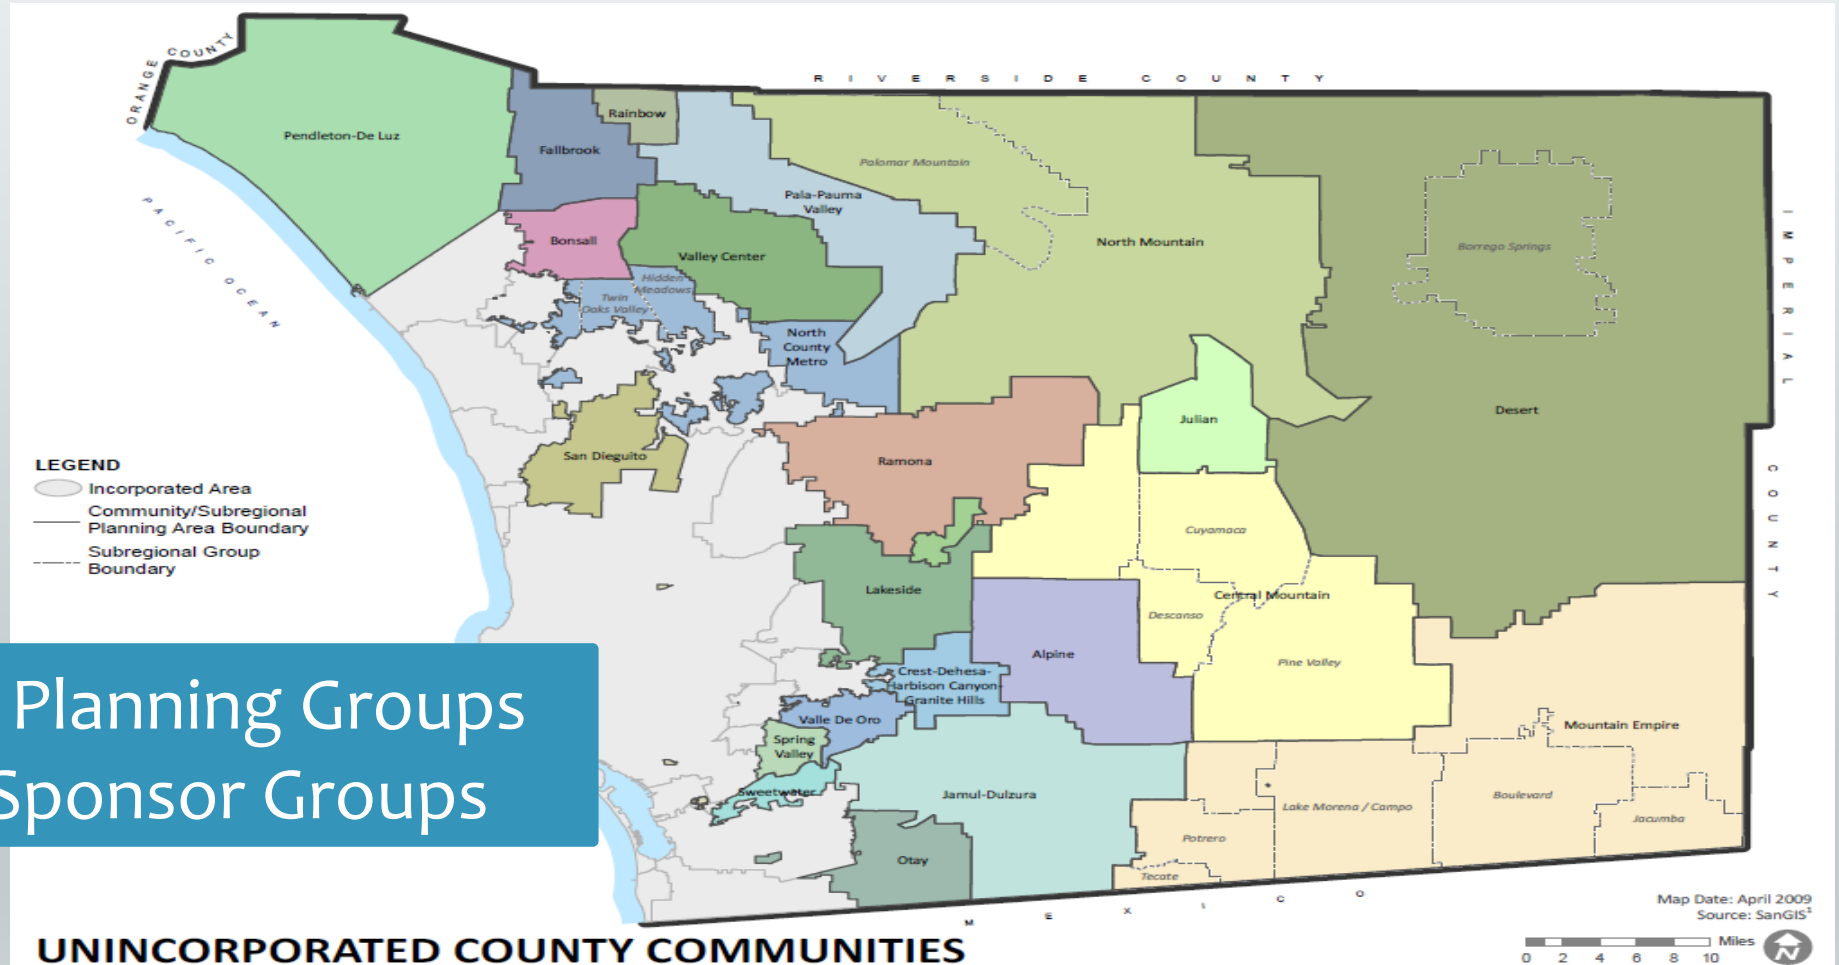 ORANGE COUNTY
RIVERSIDE COUNTY
Rainbow
Pendleton-De Luz
Fallbrook
Palomar Mountain
Pala-Pauma
Valley
PACIFIC OCEAN
Bonsall
North Mountain
Borrego Springs
IMPERIAL COUNTY
Valley Center
Hidden
Meadows
Twin
Oaks Valley
North
County
Metro
Desert
Julian
San Dieguito
Ramona
LEGEND
Incorporated Area
Community/Subregional
Planning Area Boundary
Subregional Group
Boundary
Cuyamaca
Lakeside
Central Mountain
Descanso
Alpine
Pine Valley
Crest-Dehesa-
Harbison Canyon-
Granite Hills
Planning Groups
Sponsor Groups
Valle De Oro
Spring
Valley
Mountain Empire
Sweetwater
Jamul-Dulzura
Lake Morena / Campo
Boulevard
Jacumba
Potrero
Otay
Tecate
MEXICO
Map Date: April 2009
Source: SanGIS¹
UNINCORPORATED COUNTY COMMUNITIES
Miles
0 2 4 6 8 10
N